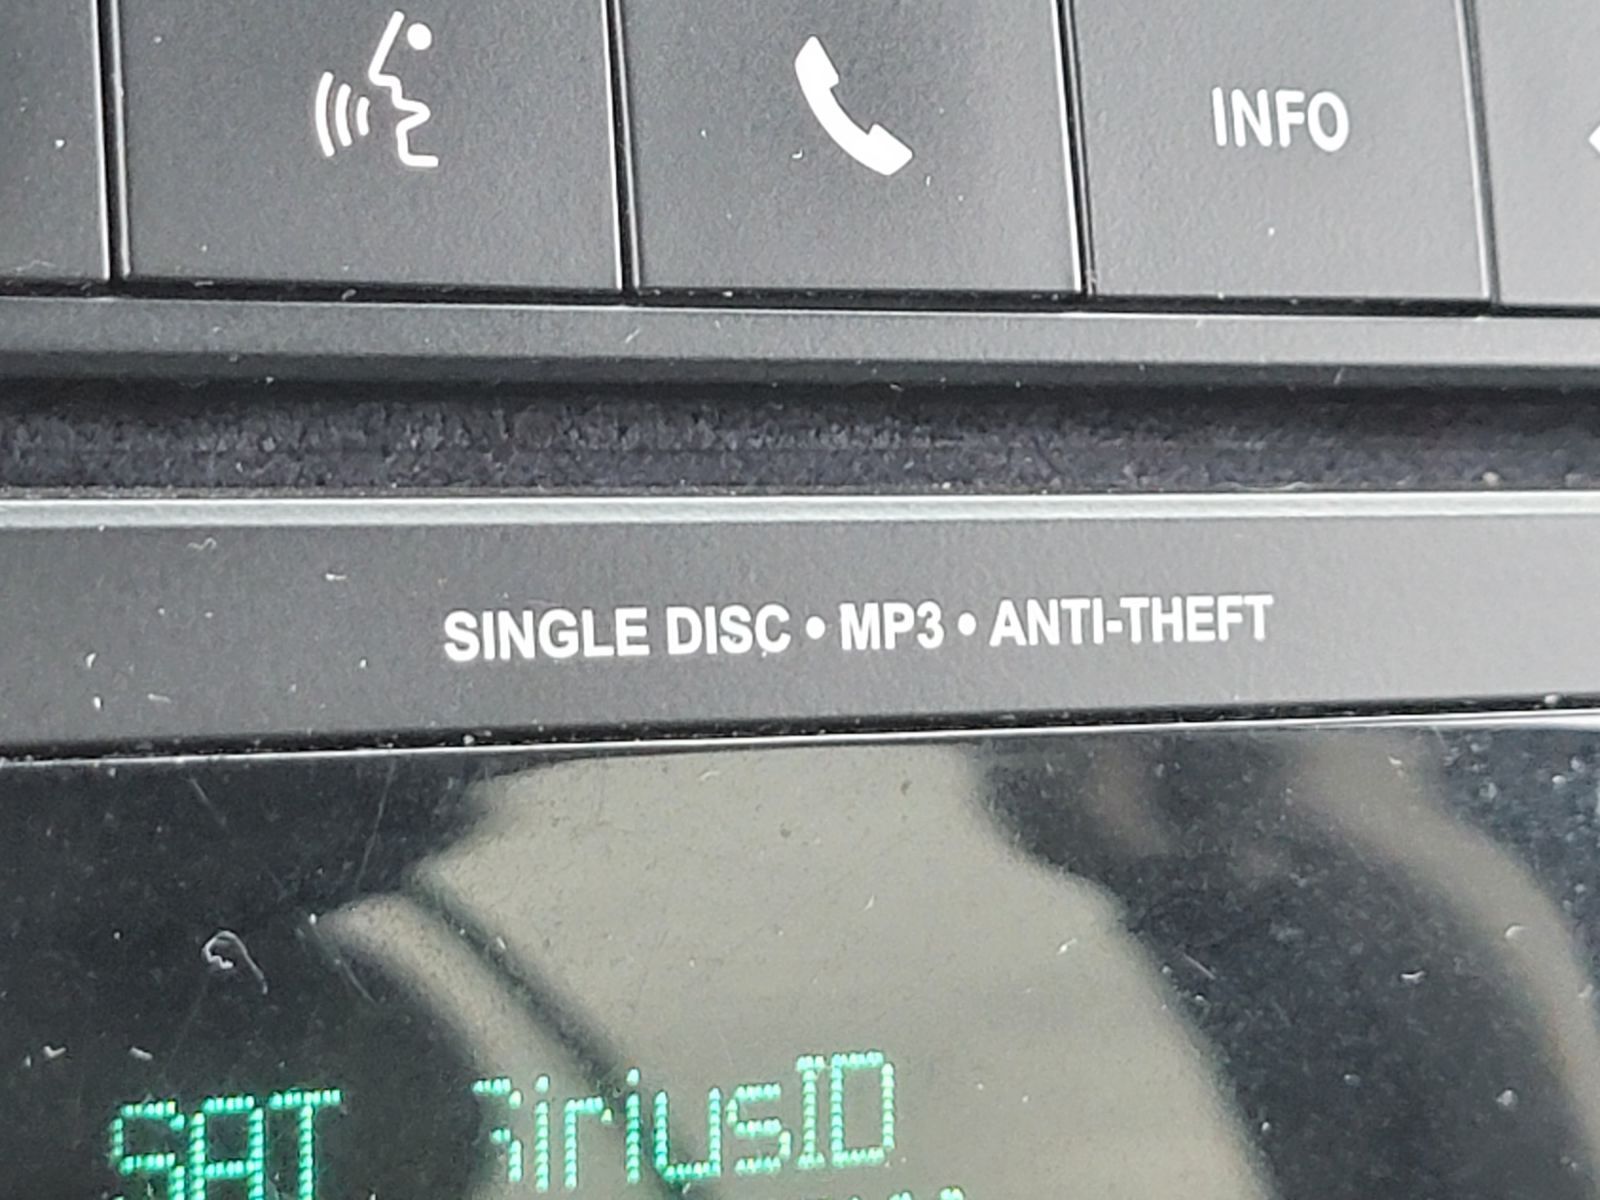 INFO
SINGLE DISC • MP3 • ANTI-THEFT
SAT SiriusID